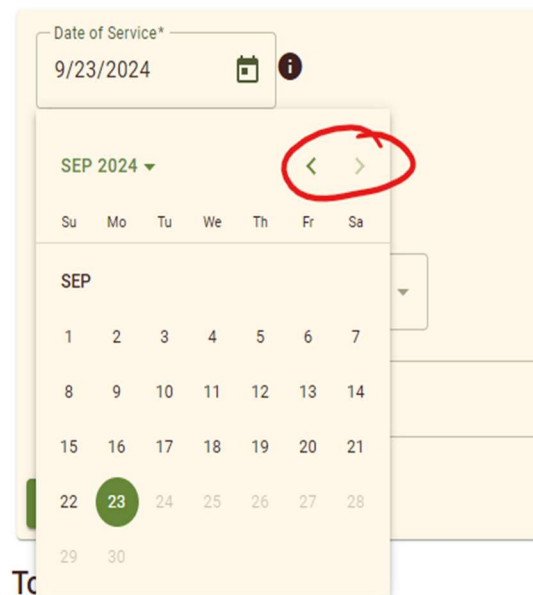 Date of Service*
9/23/2024
SEP 2024
Su Mo Tu We Th Fr Sa
SEP
1 2 3 4 5 6 7
8 9 10 11 12 13 14
15 16 17 18 19 20 21
22 23 24 25 26 27 28
29 30